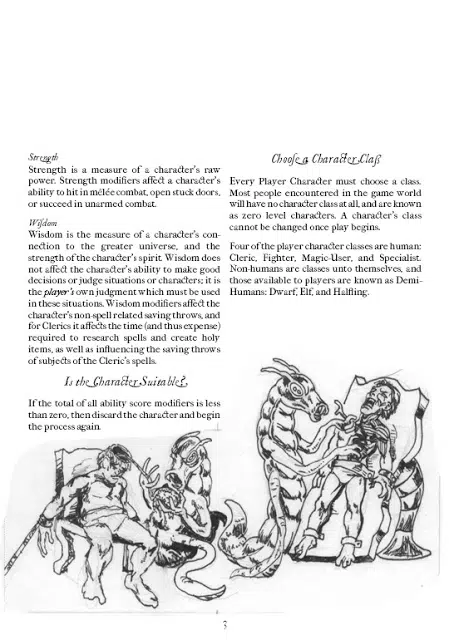 Strength
Strength is a measure of a character's raw
power. Strength modifiers affect a character's
ability to hit in mêlée combat, open stuck doors,
or succeed in unarmed combat.
Wisdom
Wisdom is the measure of a character's con-
nection to the greater universe, and the
strength of the character's spirit. Wisdom does
not affect the character's ability to make good
decisions or judge situations or characters; it is
the player's own judgment which must be used
in these situations. Wisdom modifiers affect the
character's non-spell related saving throws, and
for Clerics it affects the time (and thus expense)
required to research spells and create holy
items, as well as influencing the saving throws
of subjects of the Cleric's spells.
Is the Character Suitable?
If the total of all ability score modifiers is less
than zero, then discard the character and begin
the process again.
Choose a Character Class
Every Player Character must choose a class.
Most people encountered in the game world
will have no character class at all, and are known
as zero level characters. A character's class
cannot be changed once play begins.
Four of the player character classes are human:
Cleric, Fighter, Magic-User, and Specialist.
Non-humans are classes unto themselves, and
those available to players are known as Demi-
Humans: Dwarf, Elf, and Halfling.